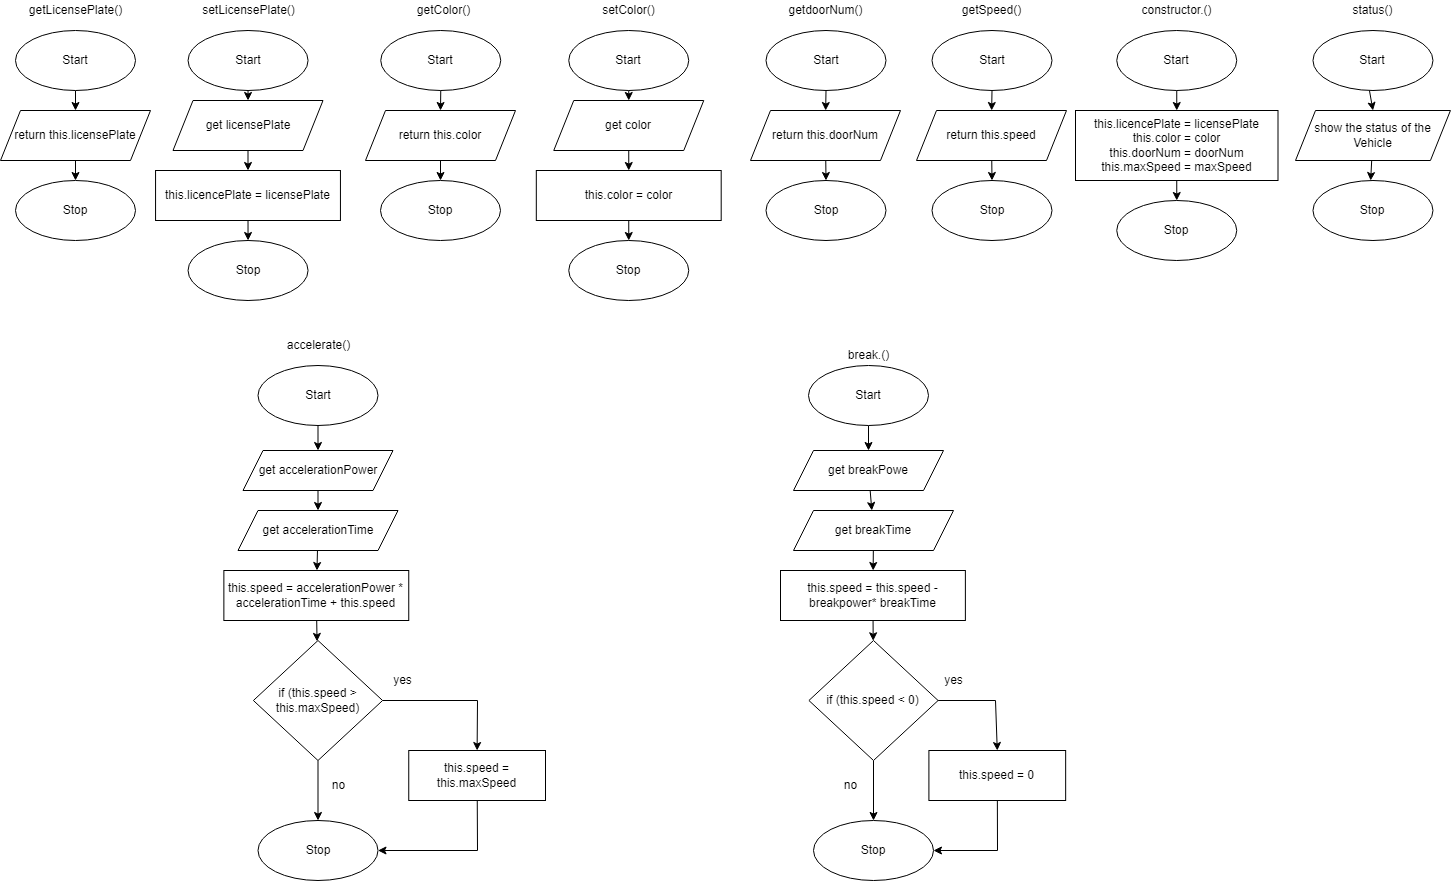 getLicensePlate()
Start
return this.licensePlate
Stop
setLicensePlate()
Start
get licensePlate
this.licencePlate = licensePlate
Stop
getColor()
Start
return this.color
Stop
setColor()
Start
get color
this.color = color
Stop
getdoorNum()
Start
return this.doorNum
Stop
getSpeed()
Start
return this.speed
Stop
constructor.()
Start
this.licencePlate = licensePlate
this.color = color
this.doorNum = doorNum
this.maxSpeed = maxSpeed
Stop
status()
Start
show the status of the
Vehicle
Stop
accelerate()
Start
get accelerationPower
get accelerationTime
this.speed = accelerationPower *
accelerationTime + this.speed
if (this.speed >
this.maxSpeed)
yes
this.speed =
this.maxSpeed
no
Stop
break.()
Start
get breakPowe
get breakTime
this.speed = this.speed -
breakpower* breakTime
if (this.speed < 0)
yes
this.speed = 0
no
Stop